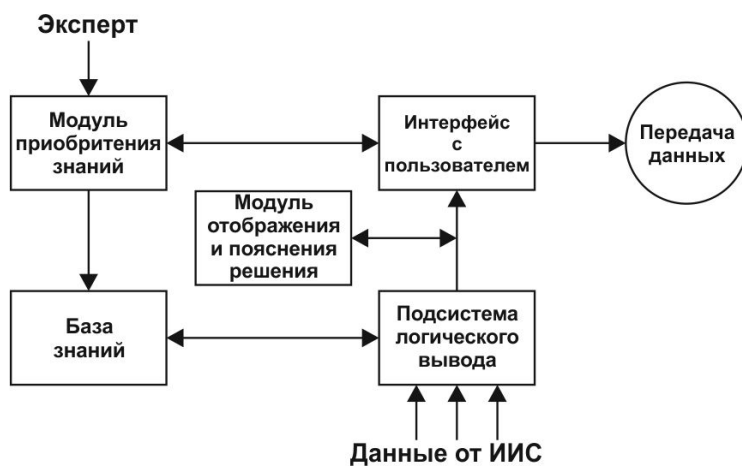 Эксперт
Модуль
приобритения
знаний
Интерфейс
с
пользователем
Передача
данных
Модуль
отображения
и пояснения
решения
База
знаний
Подсистема
логического
вывода
Данные от ИИС